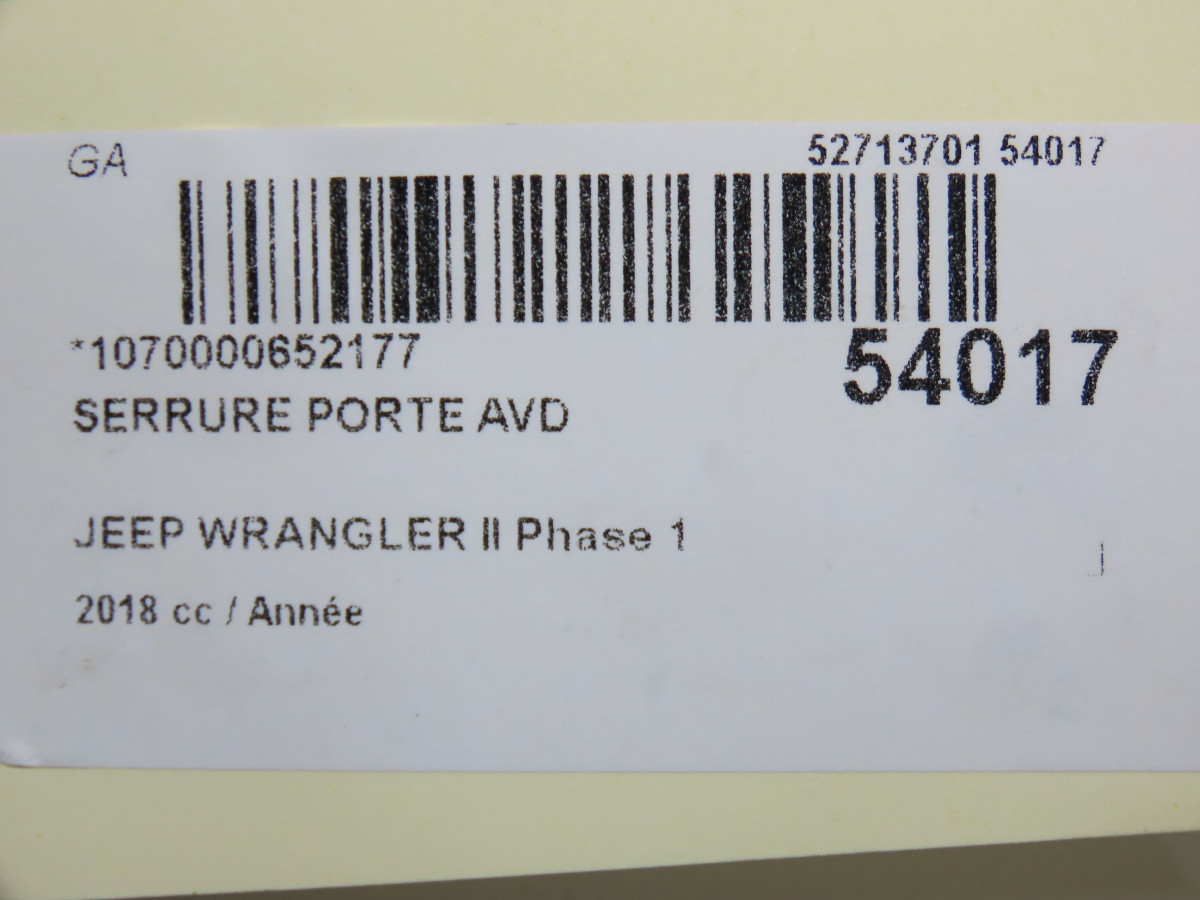 GA
52713701 54017
*1070000652177
54017
SERRURE PORTE AVD
JEEP WRANGLER II Phase 1
2018 cc / Année